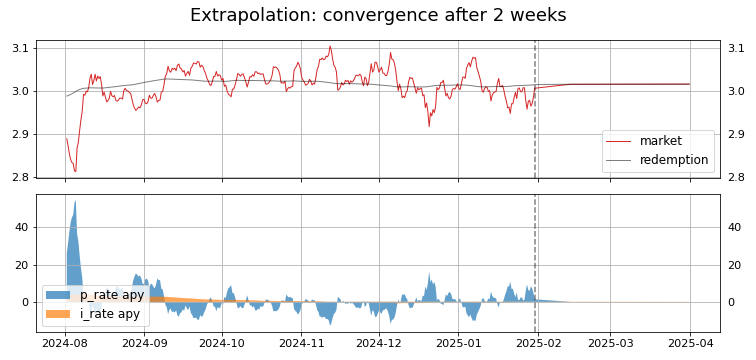 Extrapolation: convergence after 2 weeks
3.1 3.1
3.0 3.0
2.9 2.9
2.8 2.8
market
redemption
40 40
20 20
0 0
p_rate apy
i_rate apy
2024-08 2024-09 2024-10 2024-11 2024-12 2025-01 2025-02 2025-03 2025-04